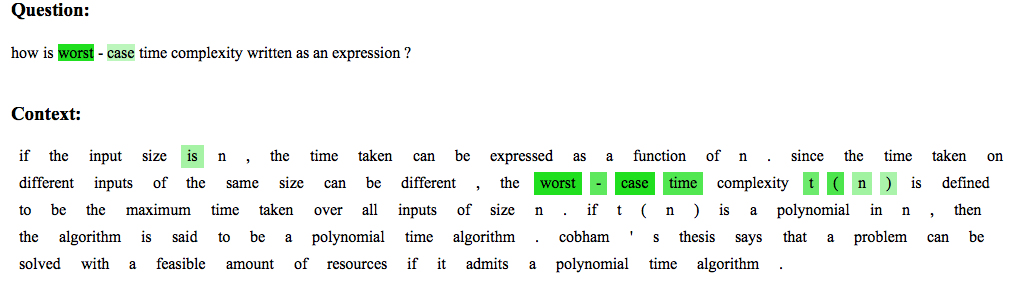 Question:
how is worst - case time complexity written as an expression ?
Context:
if the input size is n , the time taken can be expressed as a function of n . since the time taken on
different inputs of the same size can be different , the worst - case time complexity t ( n ) is defined
to be the maximum time taken over all inputs of size n . if t ( n ) is a polynomial in n , then
the algorithm is said to be a polynomial time algorithm . cobham ' s thesis says that a problem can be
solved with a feasible amount of resources if it admits a polynomial time algorithm .